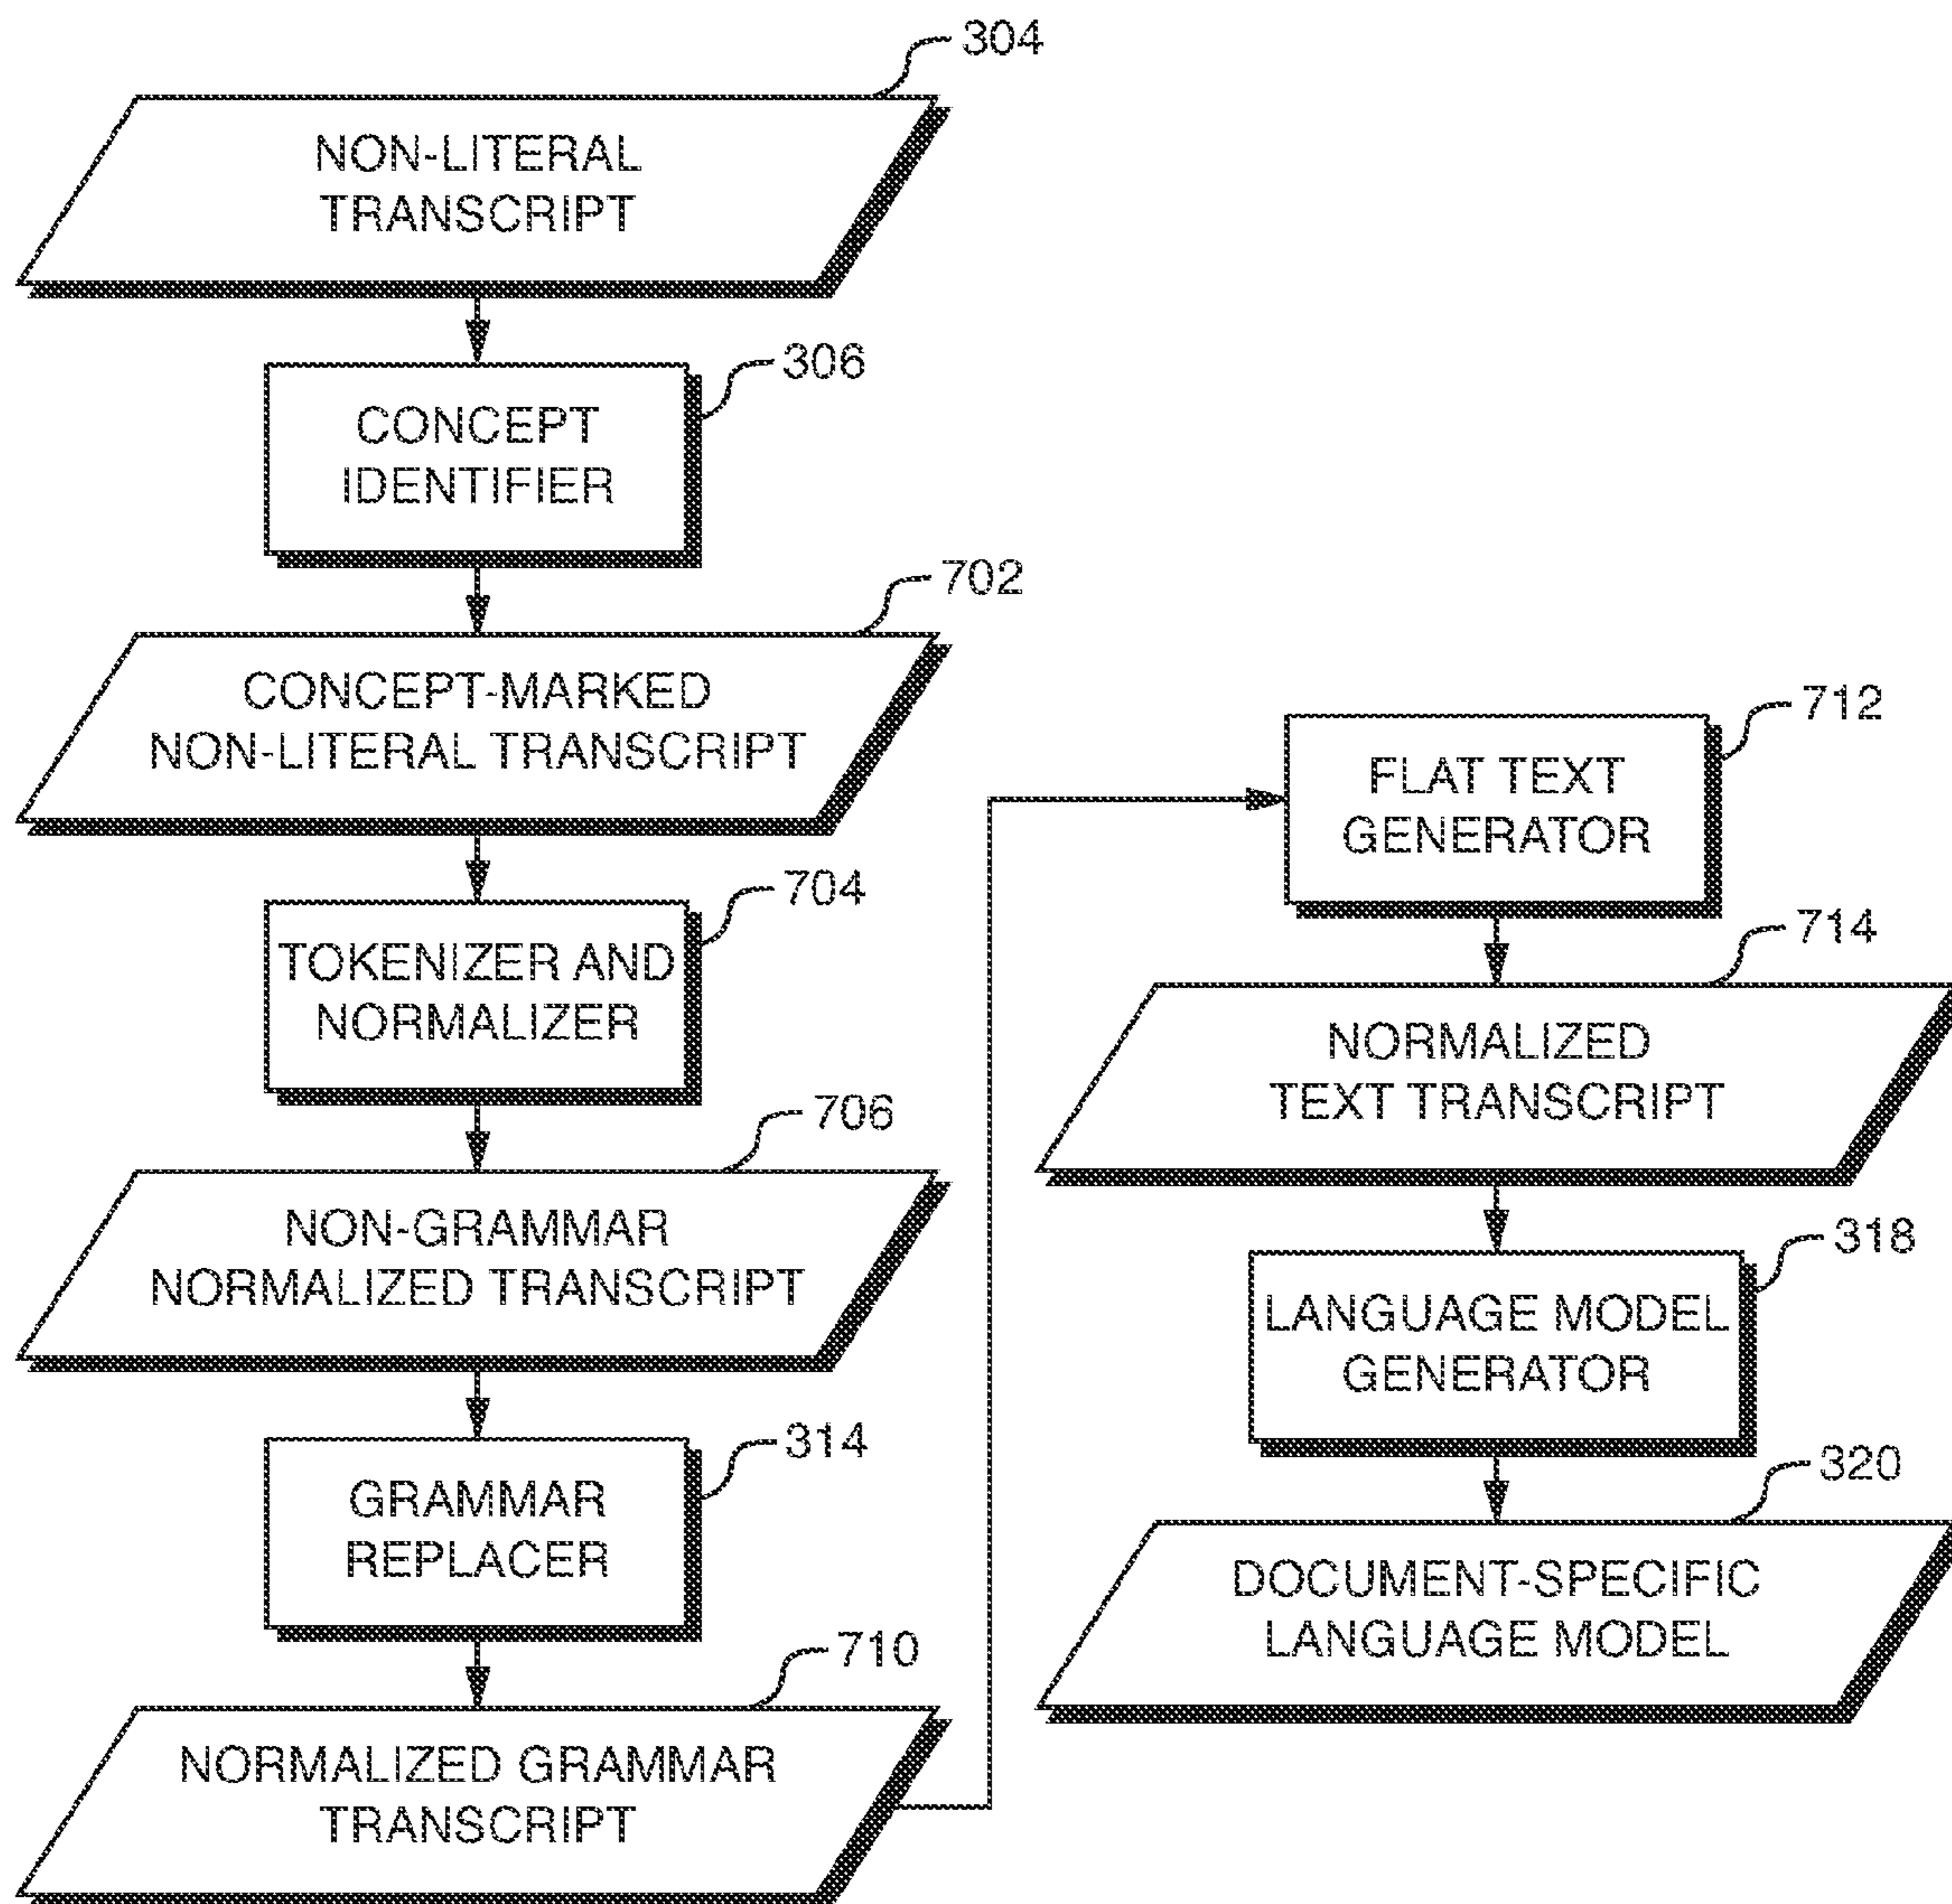 304
NON-LITERAL
TRANSCRIPT
306
CONCEPT
IDENTIFIER
702
CONCEPT-MARKED
NON-LITERAL TRANSCRIPT
704
TOKENIZER AND
NORMALIZER
706
NON-GRAMMAR
NORMALIZED TRANSCRIPT
314
GRAMMAR
REPLACER
710
NORMALIZED GRAMMAR
TRANSCRIPT
712
FLAT TEXT
GENERATOR
714
NORMALIZED
TEXT TRANSCRIPT
318
LANGUAGE MODEL
GENERATOR
320
DOCUMENT-SPECIFIC
LANGUAGE MODEL